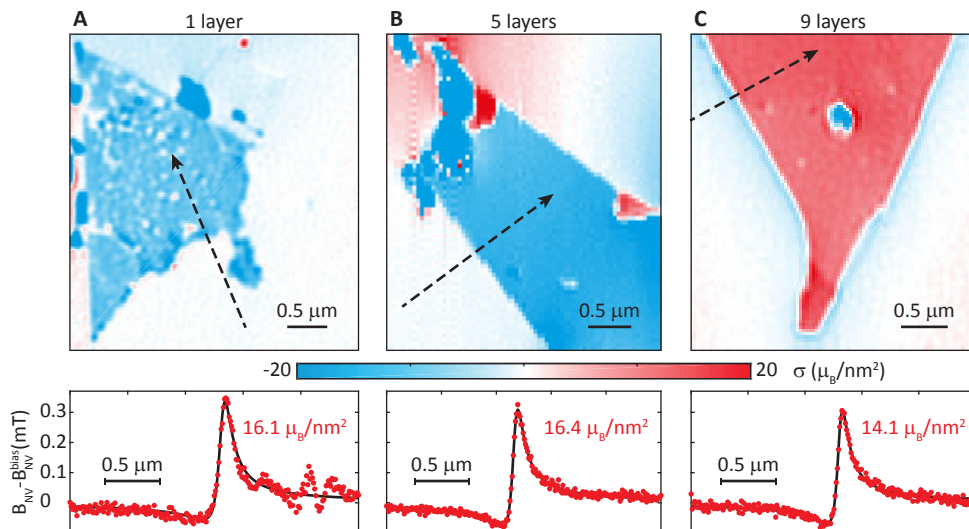 A 1 layer B 5 layers C 9 layers
0.5 μm 0.5 μm 0.5 μm
-20 20 σ (μB/nm²)
BNV-BNVbias(mT)
0.3
0.2
0.1
0
16.1 μB/nm² 16.4 μB/nm² 14.1 μB/nm²
0.5 μm 0.5 μm 0.5 μm